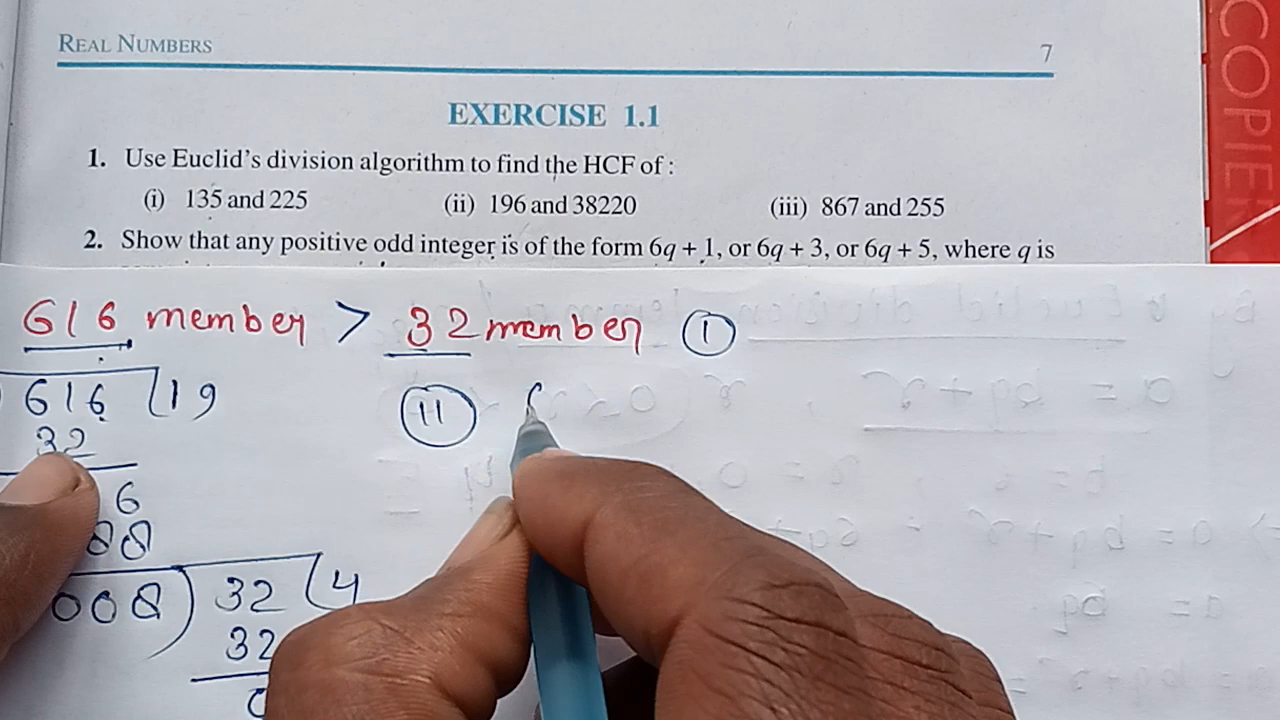 REAL NUMBERS 7
EXERCISE 1.1
1. Use Euclid's division algorithm to find the HCF of :
(i) 135 and 225 (ii) 196 and 38220 (iii) 867 and 255
2. Show that any positive odd integer is of the form 6q + 1, or 6q + 3, or 6q + 5, where q is
616 member > 32 member (I)
616 19 (II)
32
6
88
008 ) 32 ( 4
32
0
COPIER